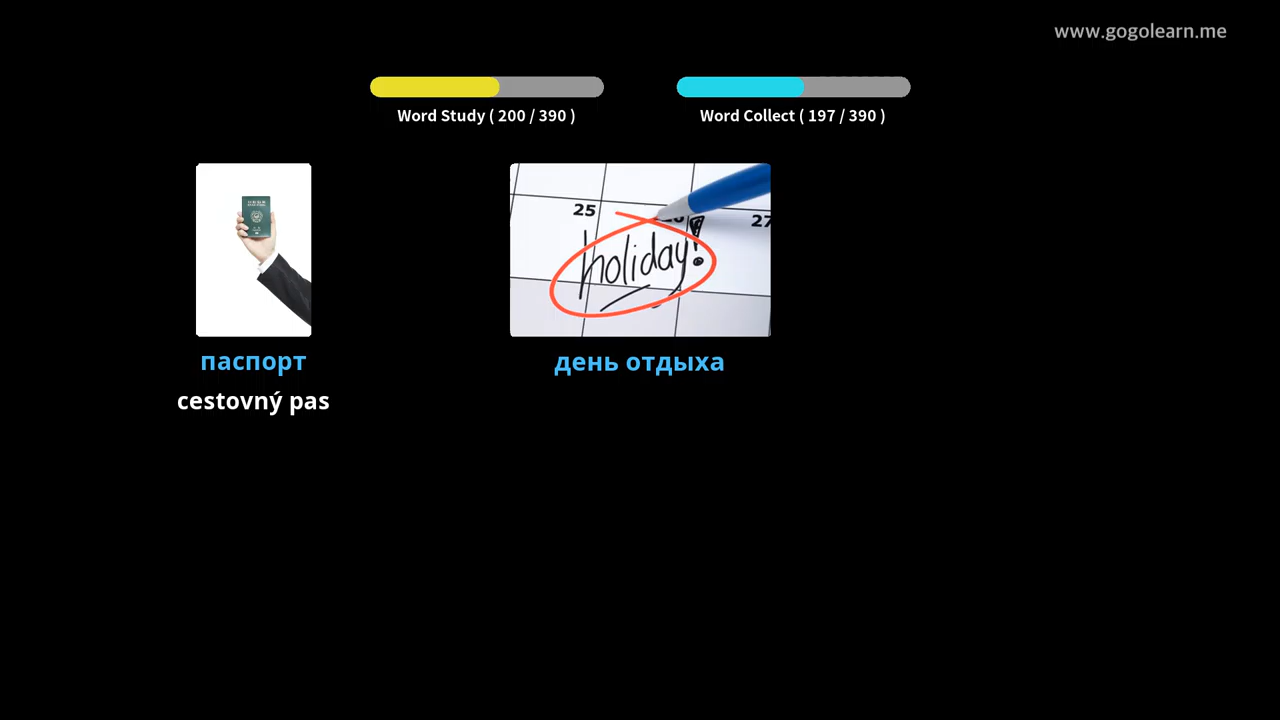 www.gogolearn.me
Word Study ( 200 / 390 )
Word Collect ( 197 / 390 )
25
27
holiday!
паспорт
день отдыха
cestovný pas